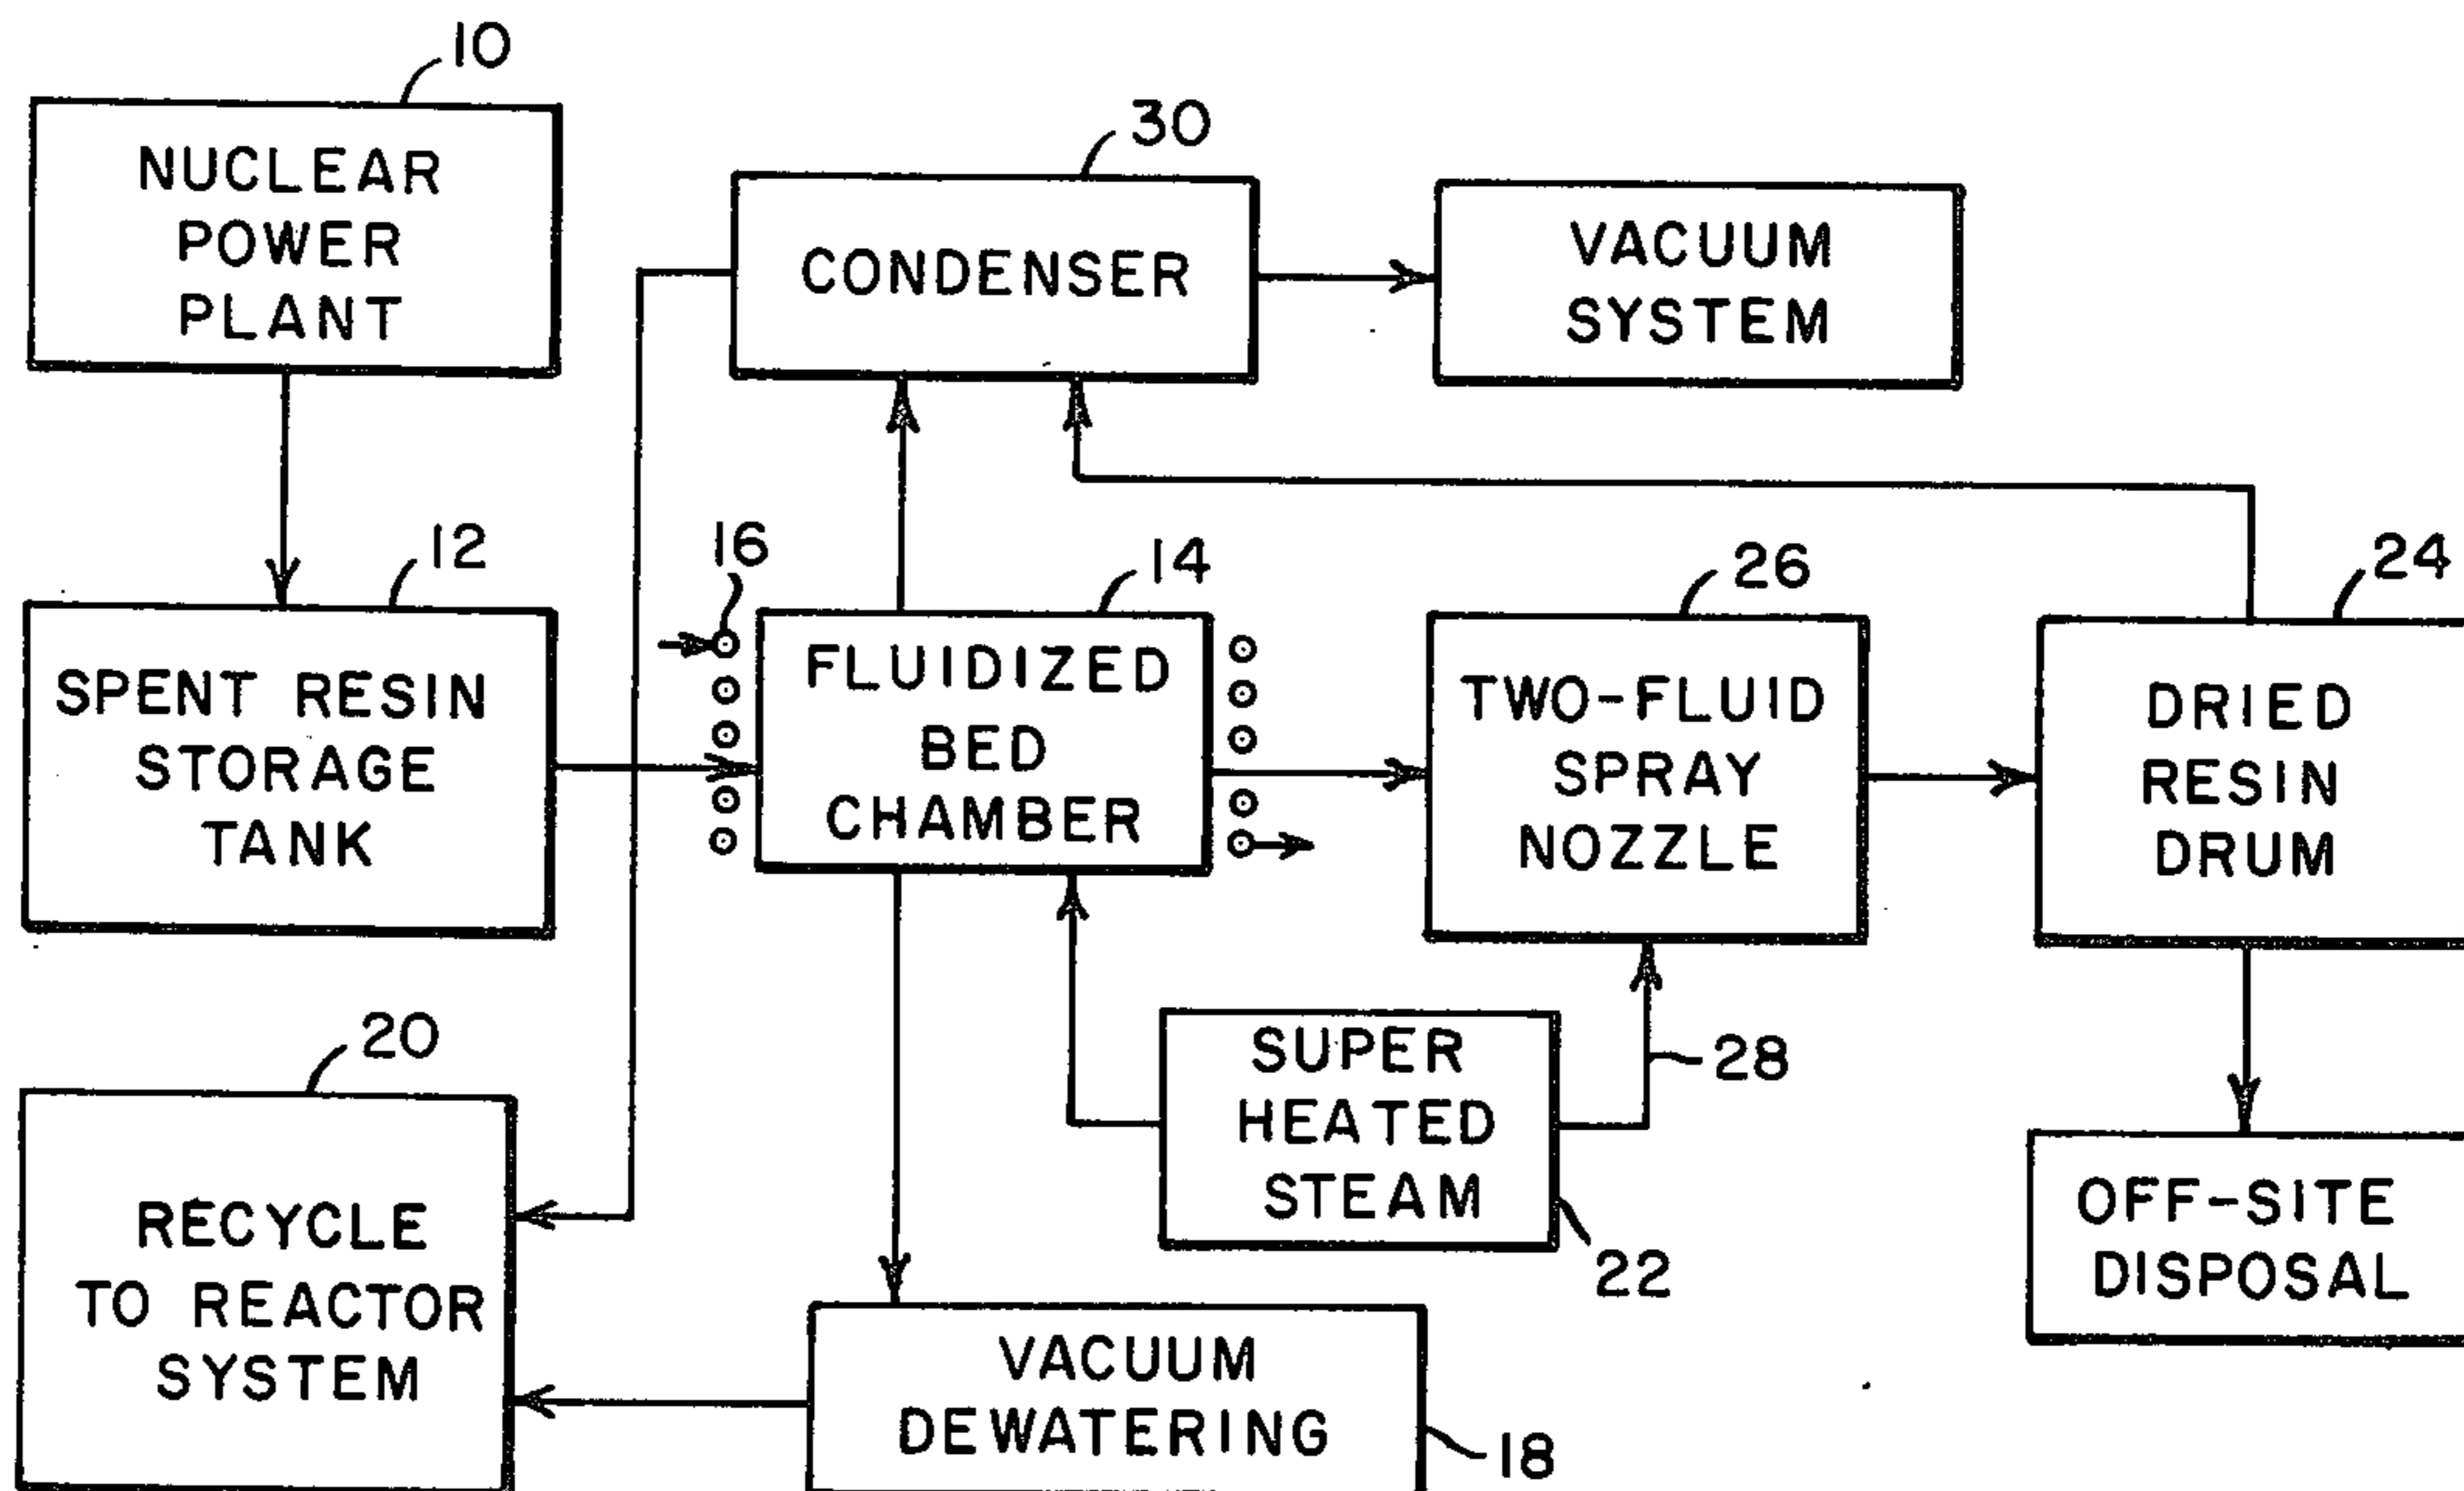 10
NUCLEAR
POWER
PLANT
30
CONDENSER
VACUUM
SYSTEM
12
SPENT RESIN
STORAGE
TANK
16
14
FLUIDIZED
BED
CHAMBER
26
TWO-FLUID
SPRAY
NOZZLE
24
DRIED
RESIN
DRUM
20
RECYCLE
TO REACTOR
SYSTEM
SUPER
HEATED
STEAM
28
22
OFF-SITE
DISPOSAL
VACUUM
DEWATERING
18